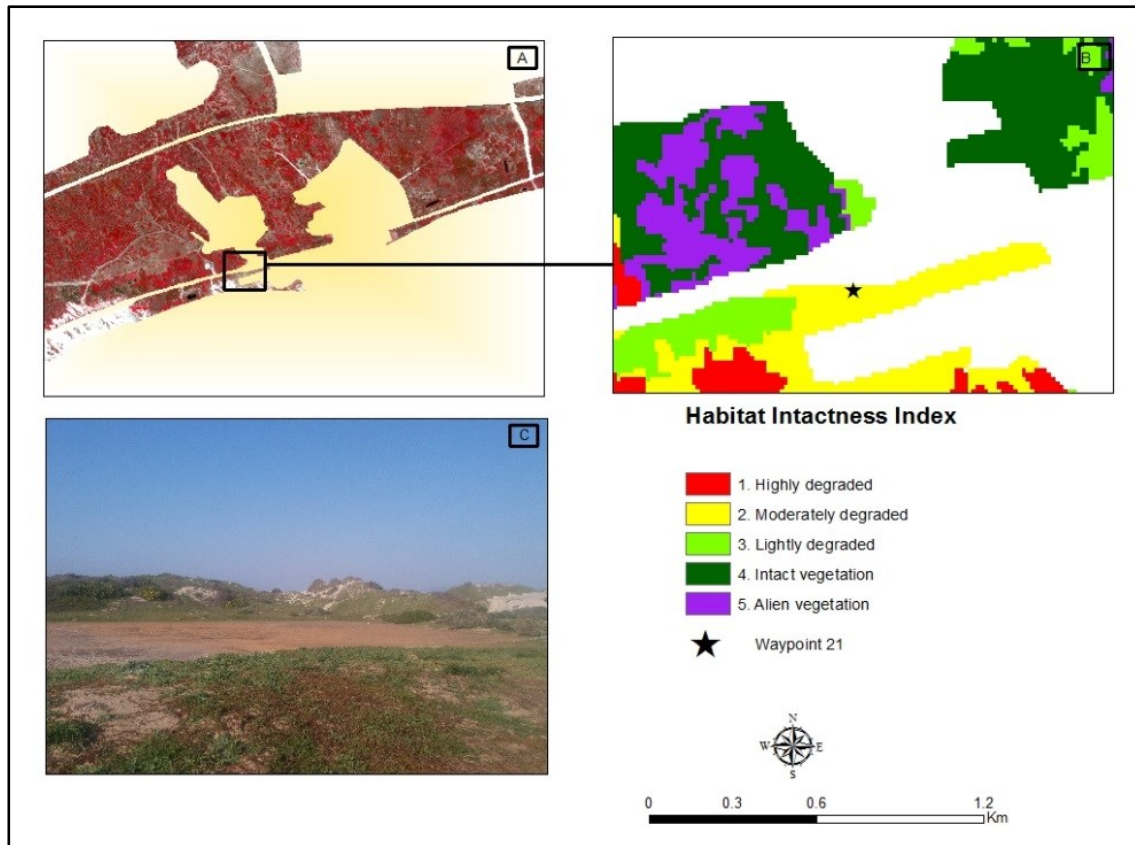 A
B
C
Habitat Intactness Index
1. Highly degraded
2. Moderately degraded
3. Lightly degraded
4. Intact vegetation
5. Alien vegetation
Waypoint 21
N
W E
S
0 0.3 0.6 1.2
Km